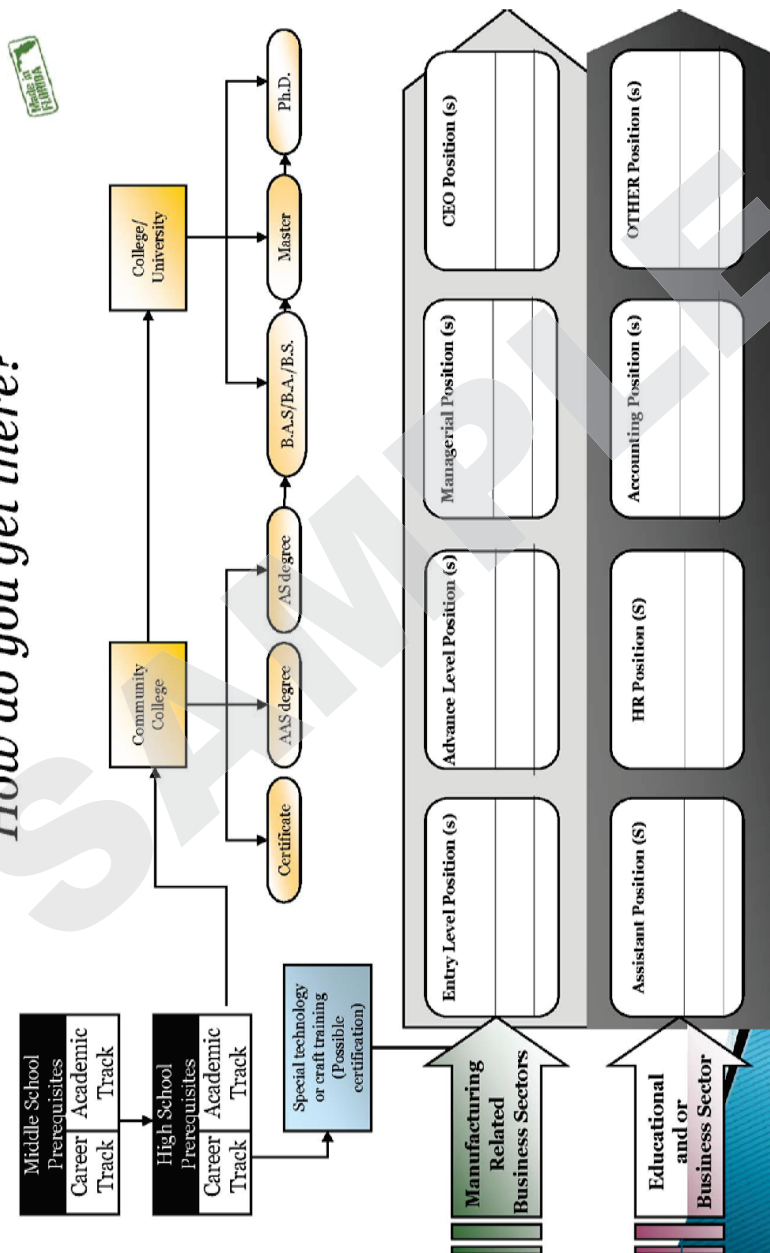 How do you get there?
Made in
FLORIDA
Middle School
Prerequisites
Career
Track
Academic
Track
High School
Prerequisites
Career
Track
Academic
Track
Special technology
or craft training
(Possible
certification)
Community
College
College/
University
Certificate
AAS degree
AS degree
B.A.S/B.A./B.S.
Master
Ph.D.
Manufacturing
Related
Business Sectors
Entry Level Position (s)
Advance Level Position (s)
Managerial Position (s)
CEO Position (s)
Educational
and or
Business Sector
Assistant Position (S)
HR Position (S)
Accounting Position (s)
OTHER Position (s)
SAMPLE